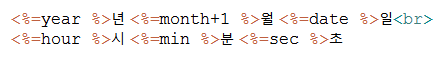 <%=year %>년 <%=month+1 %>월 <%=date %>일<br>
<%=hour %>시 <%=min %>분 <%=sec %>초